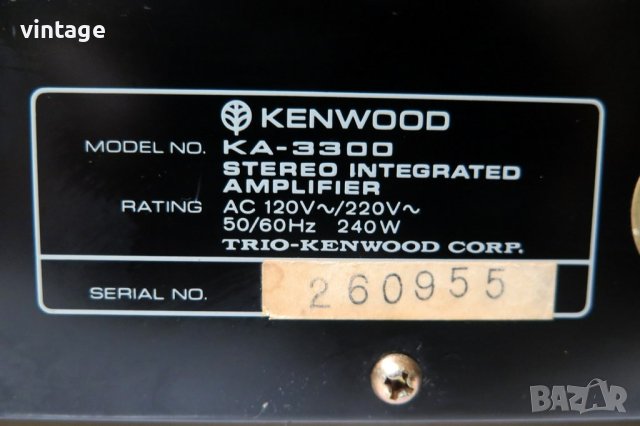 vintage
KENWOOD
MODEL NO. KA-3300
STEREO INTEGRATED
AMPLIFIER
RATING AC 120V~/220V~
50/60Hz 240W
TRIO-KENWOOD CORP.
SERIAL NO. 260955
BAZAR